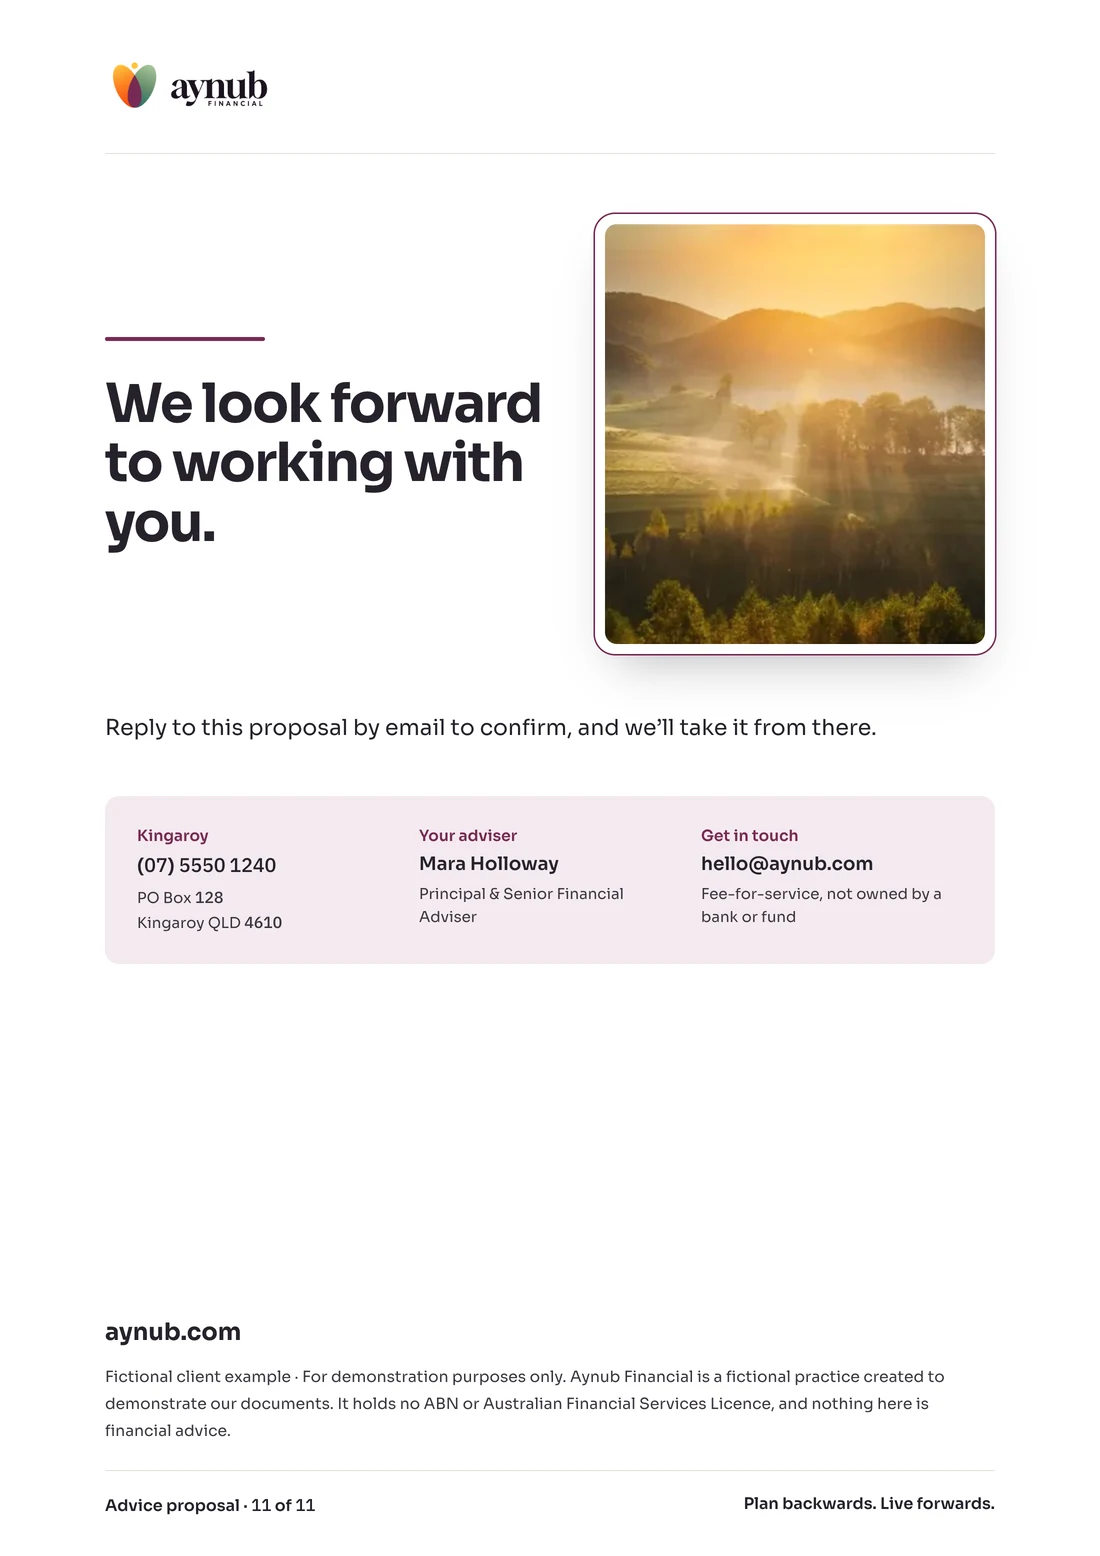 aynub
FINANCIAL
We look forward
to working with
you.
Reply to this proposal by email to confirm, and we’ll take it from there.
Kingaroy
(07) 5550 1240
PO Box 128
Kingaroy QLD 4610
Your adviser
Mara Holloway
Principal & Senior Financial
Adviser
Get in touch
hello@aynub.com
Fee-for-service, not owned by a
bank or fund
aynub.com
Fictional client example · For demonstration purposes only. Aynub Financial is a fictional practice created to
demonstrate our documents. It holds no ABN or Australian Financial Services Licence, and nothing here is
financial advice.
Advice proposal · 11 of 11
Plan backwards. Live forwards.